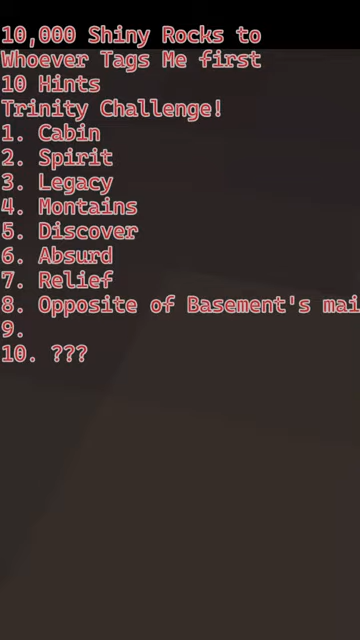 10,000 Shiny Rocks to
Whoever Tags Me first
10 Hints
Trinity Challenge!
1. Cabin
2. Spirit
3. Legacy
4. Montains
5. Discover
6. Absurd
7. Relief
8. Opposite of Basement's mai
9.
10. ???